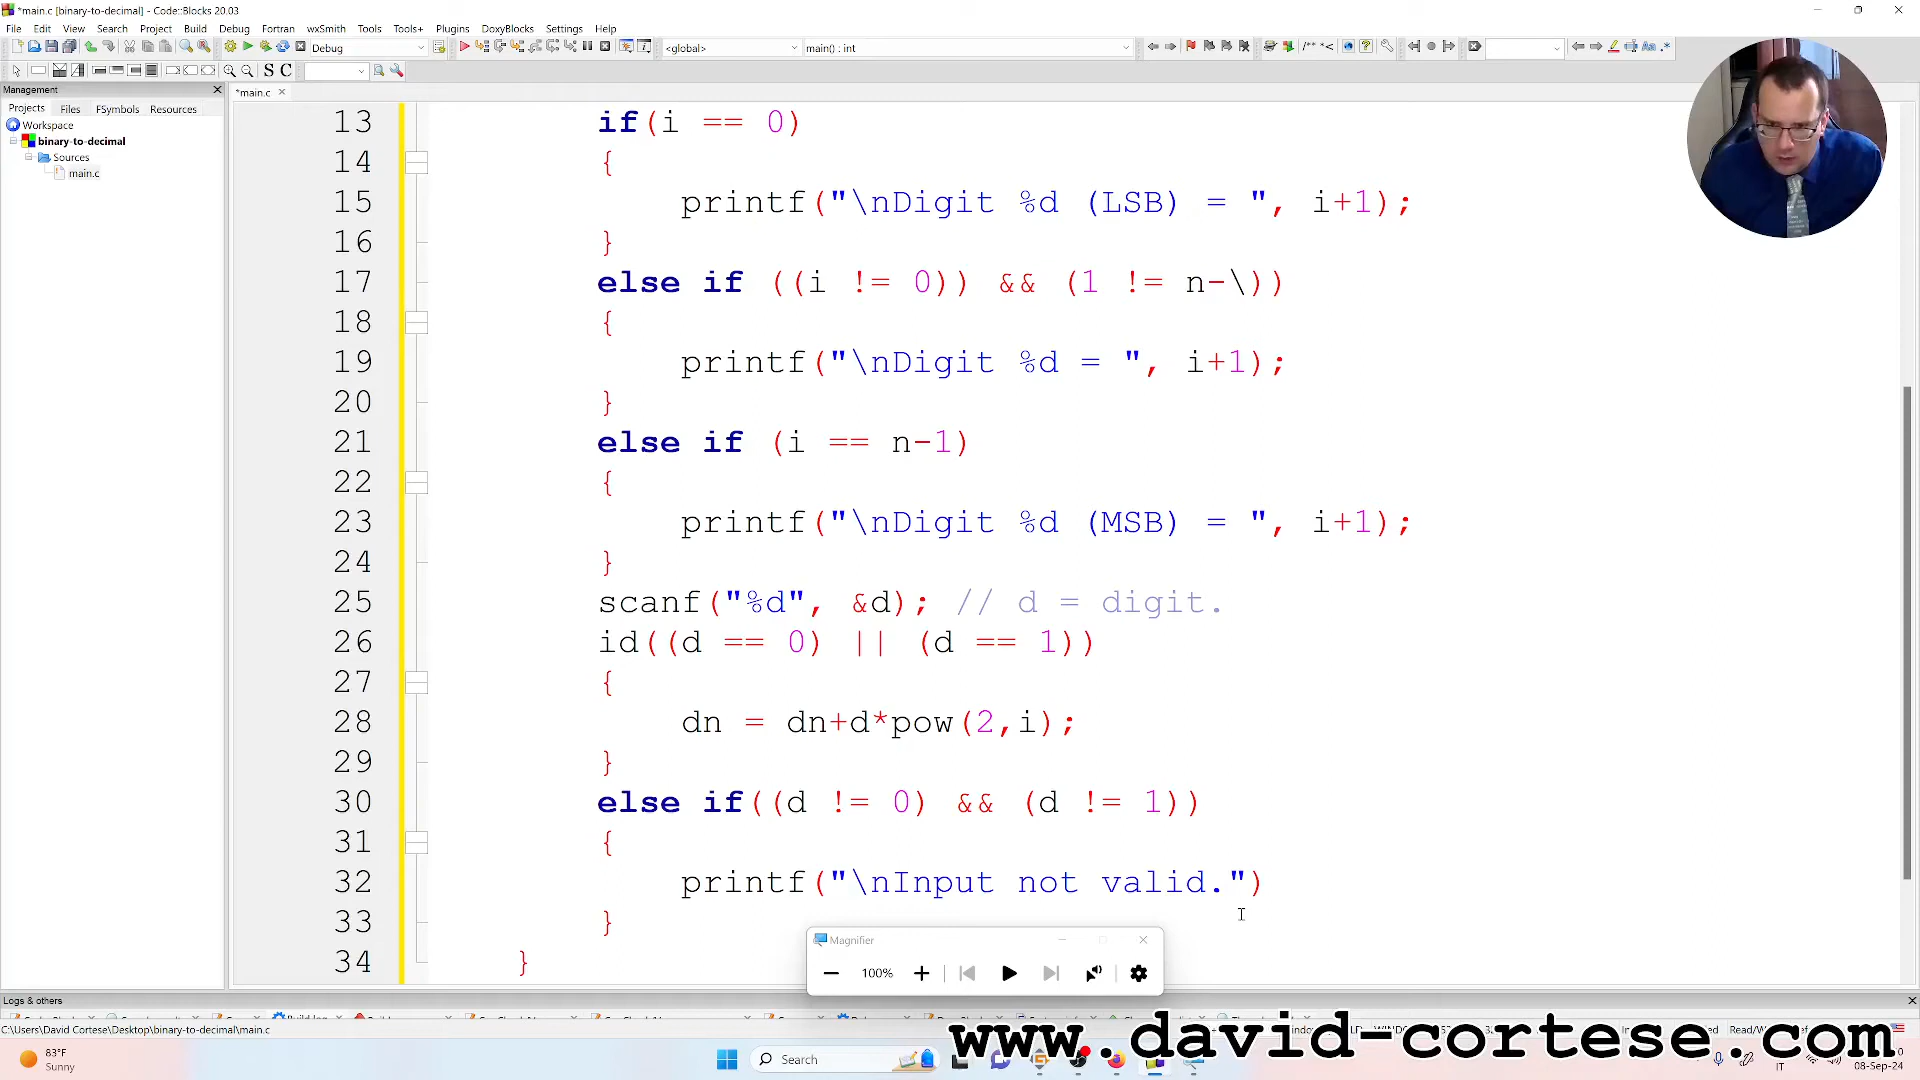 *main.c [binary-to-decimal] - Code::Blocks 20.03
File Edit View Search Project Build Debug Fortran wxSmith Tools Tools+ Plugins DoxyBlocks Settings Help
Debug <global> main() : int
Management
Projects Files FSymbols Resources
Workspace
binary-to-decimal
Sources
main.c
*main.c
13 if(i == 0)
14 {
15 printf("\nDigit %d (LSB) = ", i+1);
16 }
17 else if ((i != 0)) && (1 != n-\))
18 {
19 printf("\nDigit %d = ", i+1);
20 }
21 else if (i == n-1)
22 {
23 printf("\nDigit %d (MSB) = ", i+1);
24 }
25 scanf("%d", &d); // d = digit.
26 id((d == 0) || (d == 1))
27 {
28 dn = dn+d*pow(2,i);
29 }
30 else if((d != 0) && (d != 1))
31 {
32 printf("\nInput not valid.")
33 }
34 }
Magnifier
100%
Logs & others
C:\Users\David Cortese\Desktop\binary-to-decimal\main.c
www.david-cortese.com
83°F
Sunny
Search
IT
08-Sep-24